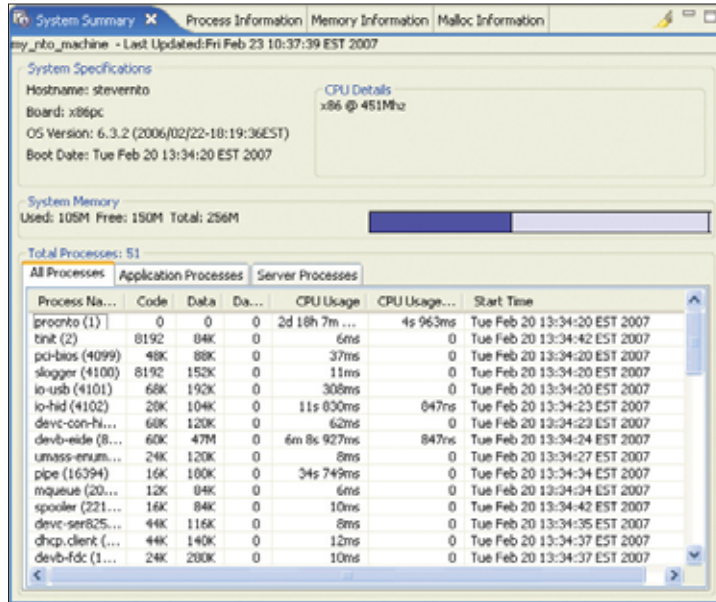 System Summary Process Information Memory Information Malloc Information
my_nto_machine - Last Updated:Fri Feb 23 10:37:39 EST 2007
System Specifications
Hostname: stevernto
Board: x86pc
OS Version: 6.3.2 (2006/02/22-18:19:36EST)
Boot Date: Tue Feb 20 13:34:20 EST 2007
CPU Details
x86 @ 451Mhz
System Memory
Used: 105M Free: 150M Total: 256M
Total Processes: 51
All Processes Application Processes Server Processes
Process Na... Code Data Da... CPU Usage CPU Usage... Start Time
procnto (1) 0 0 0 2d 18h 7m ... 4s 963ms Tue Feb 20 13:34:20 EST 2007
tinit (2) 8192 84K 0 6ms 0 Tue Feb 20 13:34:42 EST 2007
pci-bios (4099) 48K 88K 0 37ms 0 Tue Feb 20 13:34:20 EST 2007
slogger (4100) 8192 152K 0 11ms 0 Tue Feb 20 13:34:20 EST 2007
io-usb (4101) 68K 192K 0 308ms 0 Tue Feb 20 13:34:20 EST 2007
io-hid (4102) 28K 104K 0 11s 830ms 847ns Tue Feb 20 13:34:23 EST 2007
devc-con-hi... 68K 120K 0 62ms 0 Tue Feb 20 13:34:23 EST 2007
devb-eide (8... 60K 47M 0 6m 8s 927ms 847ns Tue Feb 20 13:34:24 EST 2007
umass-enum... 24K 120K 0 8ms 0 Tue Feb 20 13:34:27 EST 2007
pipe (16394) 16K 180K 0 34s 749ms 0 Tue Feb 20 13:34:34 EST 2007
mqueue (20... 12K 84K 0 6ms 0 Tue Feb 20 13:34:34 EST 2007
spooler (221... 16K 84K 0 10ms 0 Tue Feb 20 13:34:42 EST 2007
devc-ser825... 44K 116K 0 8ms 0 Tue Feb 20 13:34:35 EST 2007
dhcp.client (... 44K 140K 0 12ms 0 Tue Feb 20 13:34:37 EST 2007
devb-fdc (1... 24K 280K 0 10ms 0 Tue Feb 20 13:34:37 EST 2007